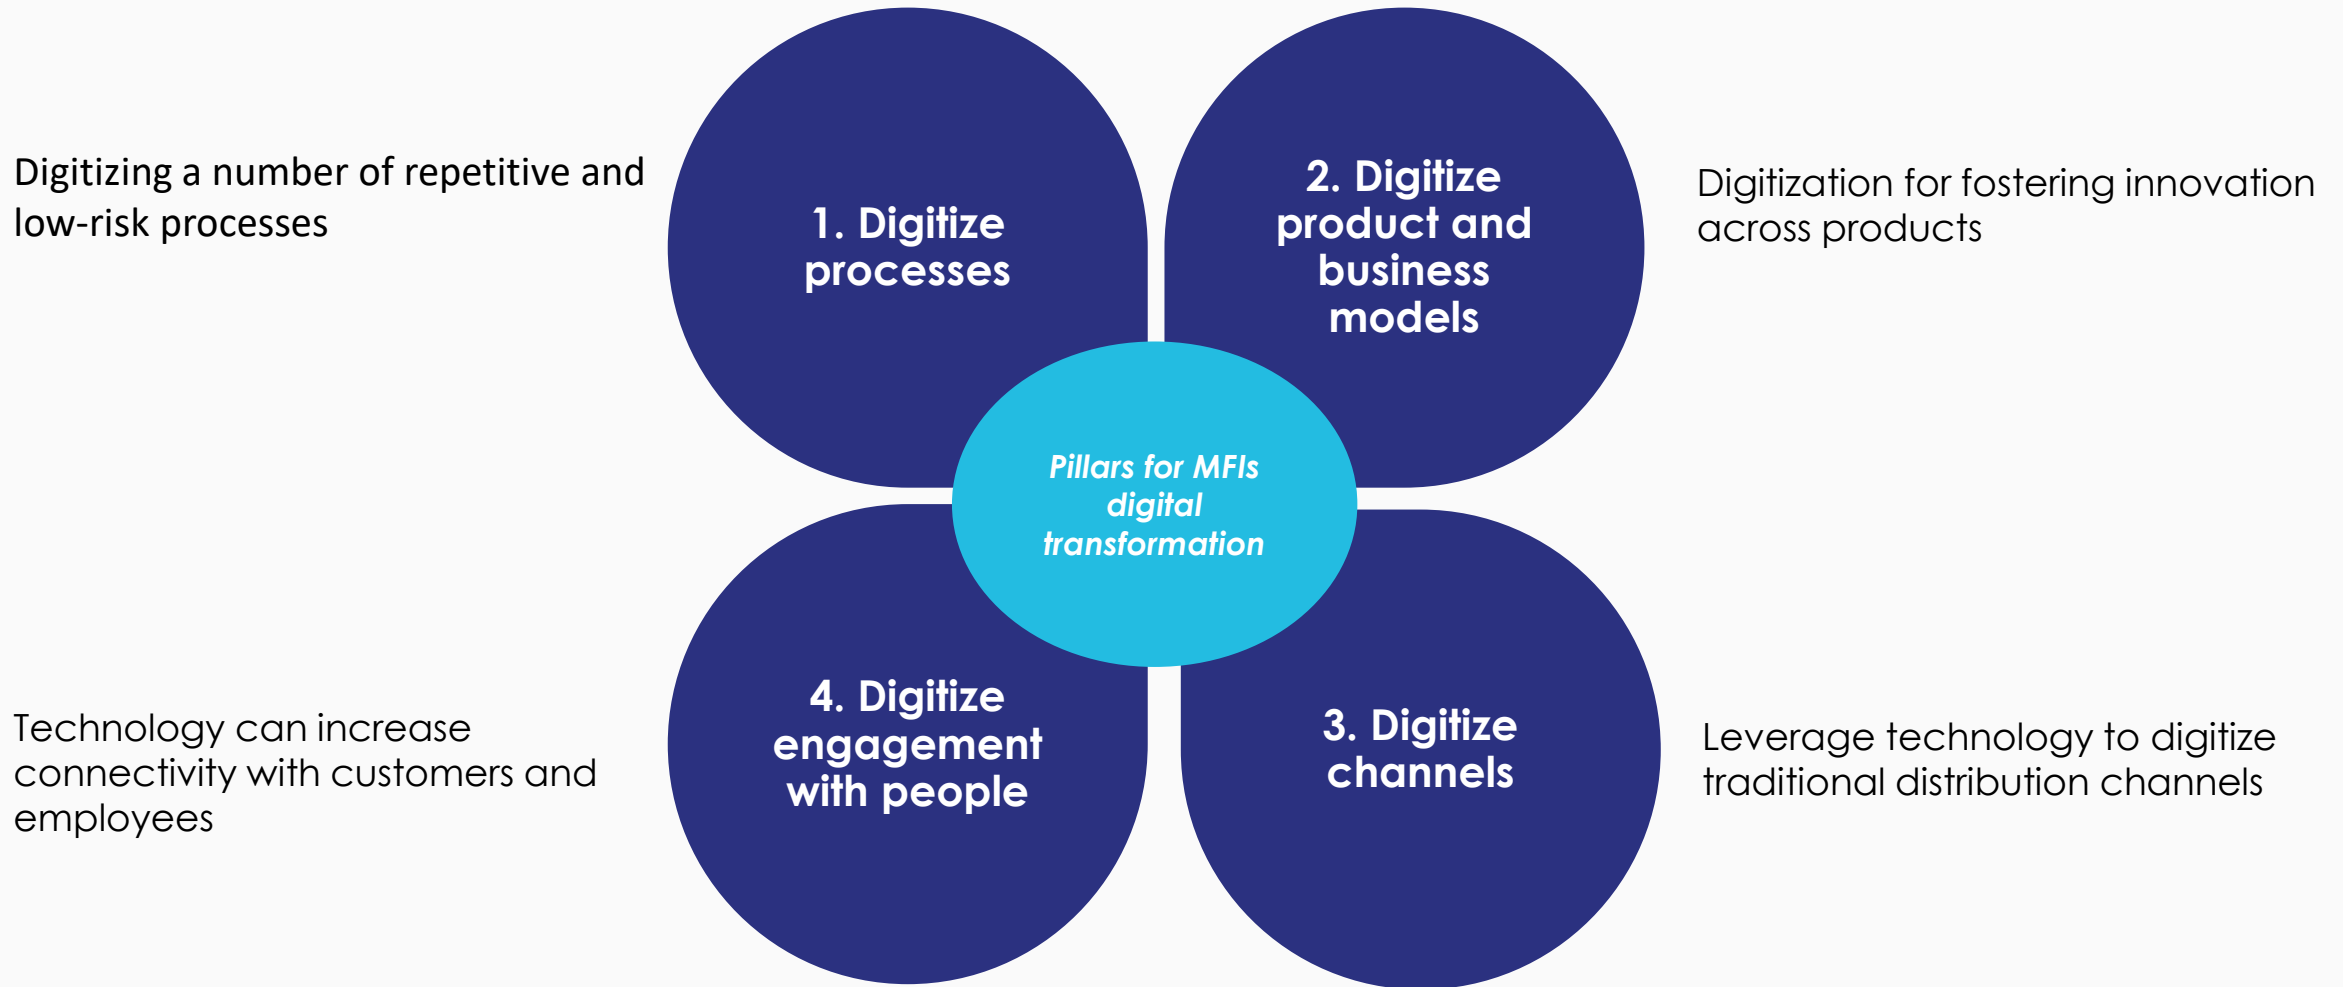 Digitizing a number of repetitive and
low-risk processes
1. Digitize
processes
2. Digitize
product and
business
models
Digitization for fostering innovation
across products
Pillars for MFIs
digital
transformation
Technology can increase
connectivity with customers and
employees
4. Digitize
engagement
with people
3. Digitize
channels
Leverage technology to digitize
traditional distribution channels